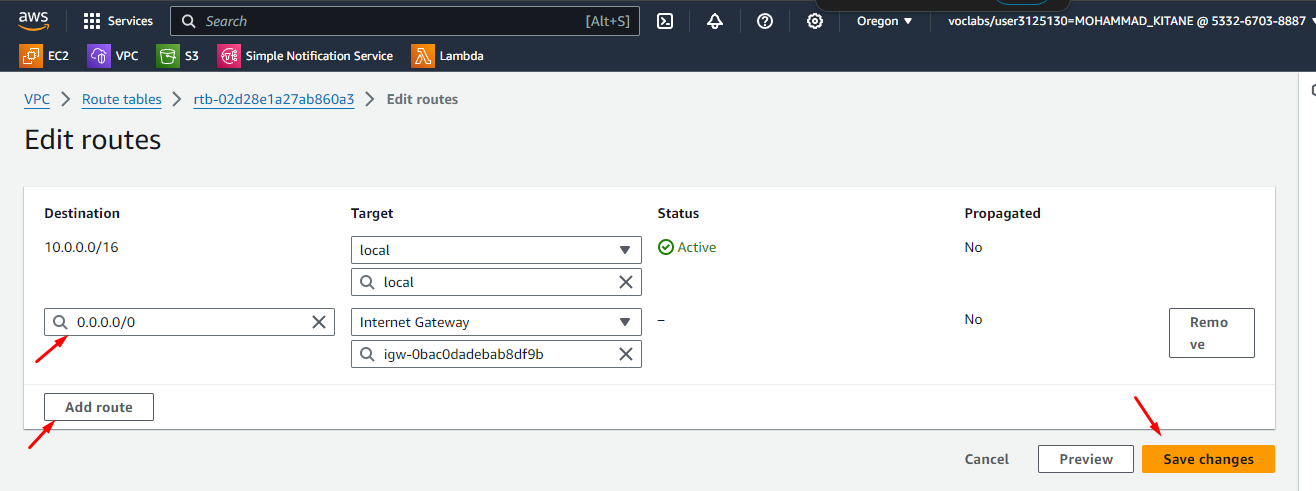 aws Services Search [Alt+S] Oregon voclabs/user3125130=MOHAMMAD_KITANE @ 5332-6703-8887
EC2 VPC S3 Simple Notification Service Lambda
VPC Route tables rtb-02d28e1a27ab860a3 Edit routes
Edit routes
Destination Target Status Propagated
10.0.0.0/16 local Active No
local
0.0.0.0/0 Internet Gateway – No Remo
ve
igw-0bac0dadebab8df9b
Add route
Cancel Preview Save changes